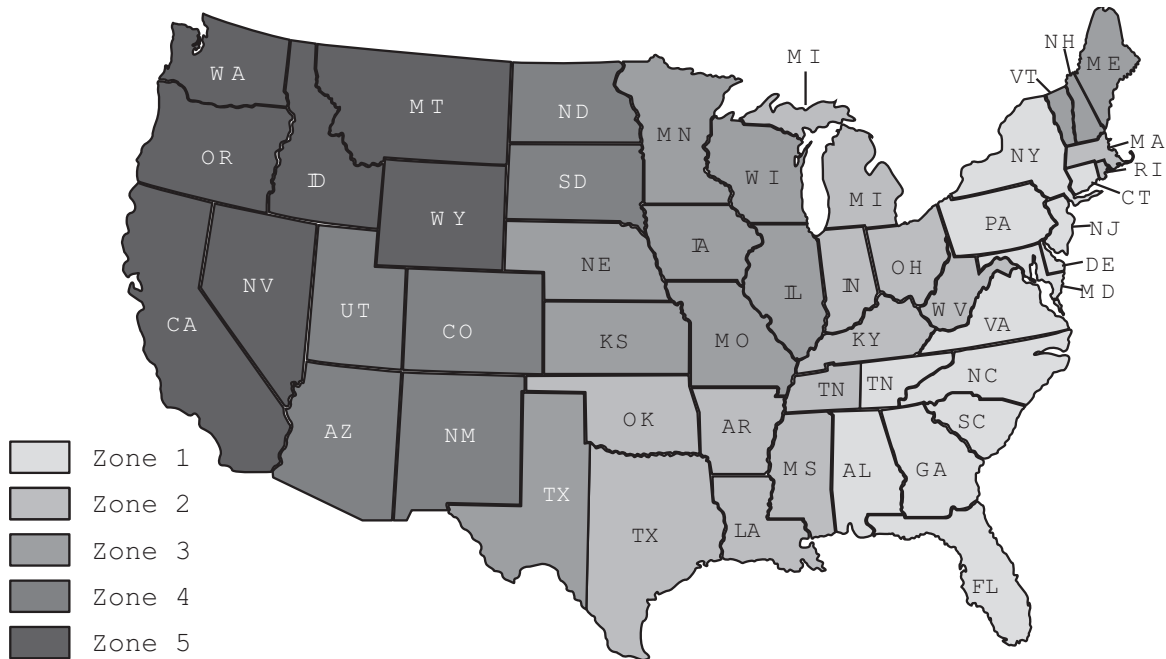 WA
MT
ND
MN
MI
NH
ME
VT
MA
RI
CT
NY
OR
ID
SD
WI
MI
WY
PA
NJ
IA
NE
OH
DE
MD
NV
UT
CO
IL
IN
WV
VA
CA
KS
MO
KY
NC
TN
TN
AZ
NM
OK
AR
SC
MS
AL
GA
TX
TX
LA
FL
Zone 1
Zone 2
Zone 3
Zone 4
Zone 5